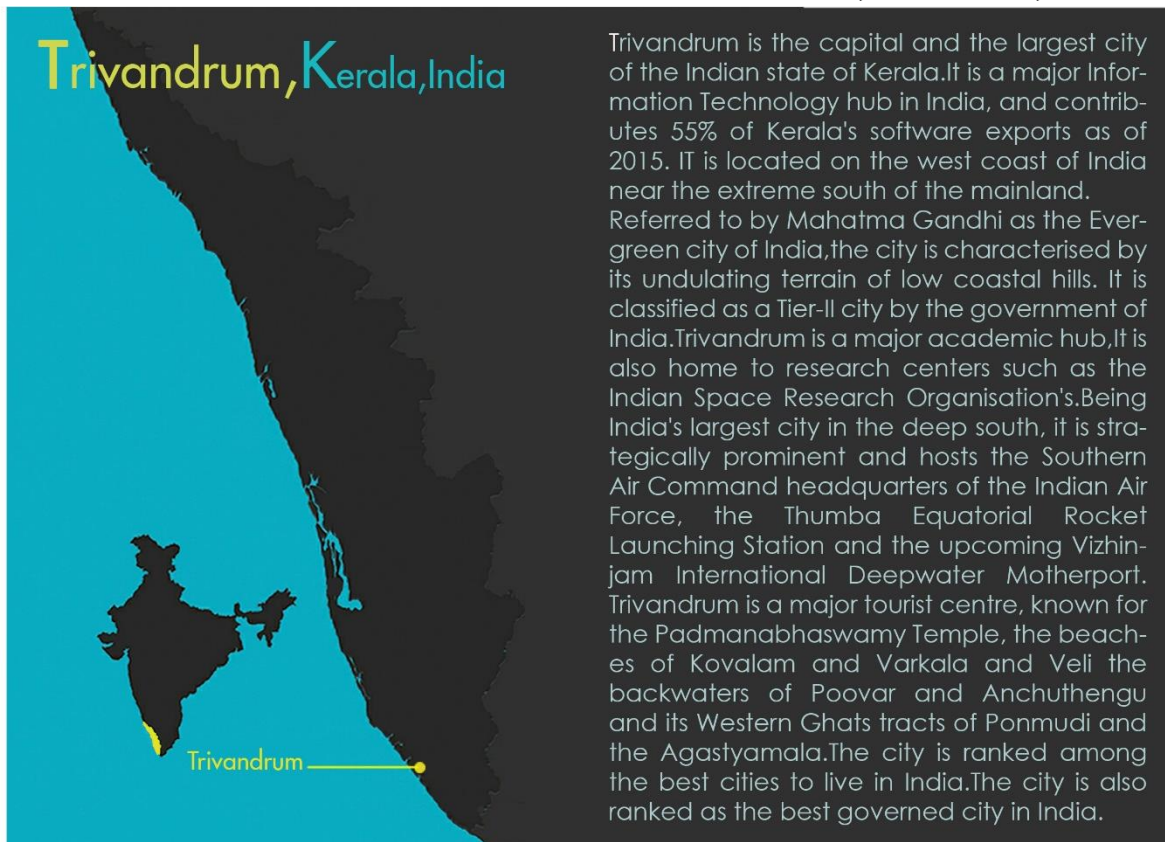 Trivandrum,Kerala,India
Trivandrum is the capital and the largest city
of the Indian state of Kerala.It is a major Infor-
mation Technology hub in India, and contrib-
utes 55% of Kerala's software exports as of
2015. IT is located on the west coast of India
near the extreme south of the mainland.
Referred to by Mahatma Gandhi as the Ever-
green city of India,the city is characterised by
its undulating terrain of low coastal hills. It is
classified as a Tier-II city by the government of
India.Trivandrum is a major academic hub,It is
also home to research centers such as the
Indian Space Research Organisation's.Being
India's largest city in the deep south, it is stra-
tegically prominent and hosts the Southern
Air Command headquarters of the Indian Air
Force, the Thumba Equatorial Rocket
Launching Station and the upcoming Vizhin-
jam International Deepwater Motherport.
Trivandrum is a major tourist centre, known for
the Padmanabhaswamy Temple, the beach-
es of Kovalam and Varkala and Veli the
backwaters of Poovar and Anchuthengu
and its Western Ghats tracts of Ponmudi and
the Agastyamala.The city is ranked among
the best cities to live in India.The city is also
ranked as the best governed city in India.
Trivandrum